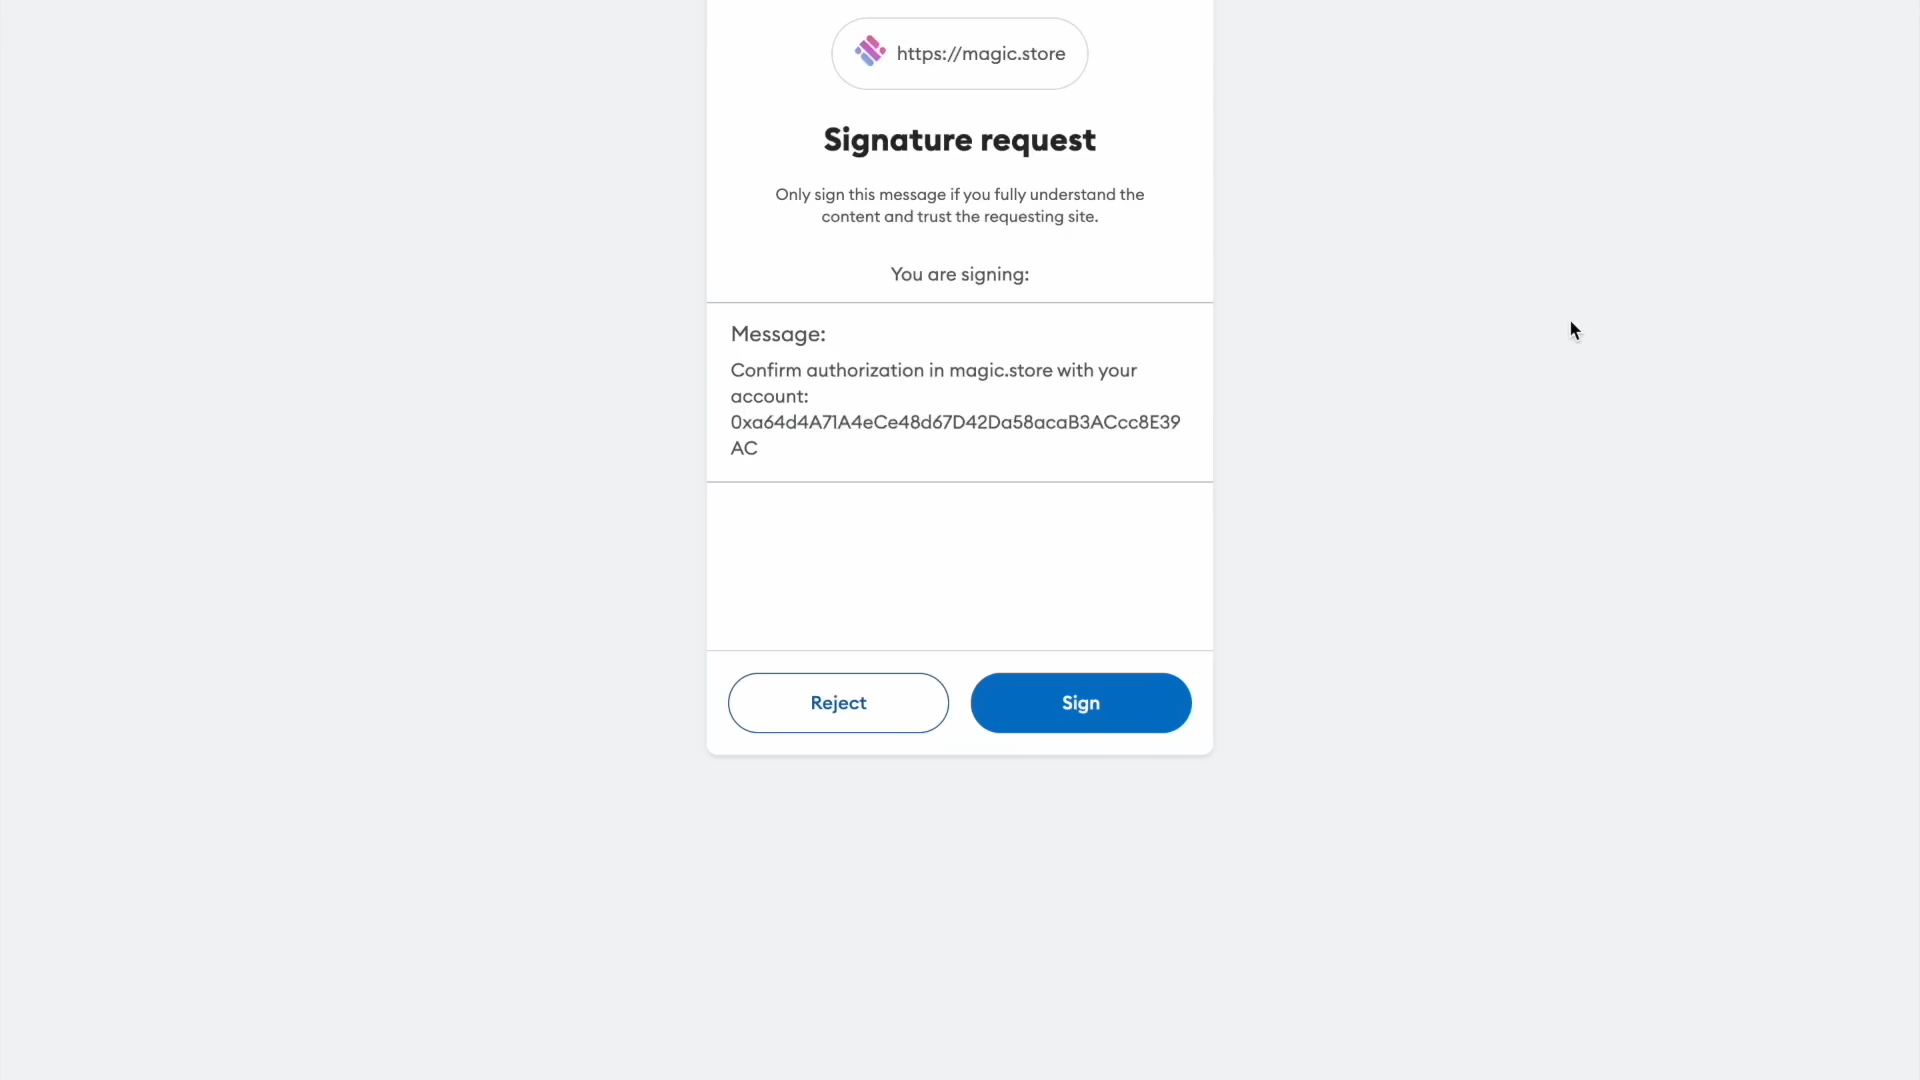 https://magic.store
Signature request
Only sign this message if you fully understand the
content and trust the requesting site.
You are signing:
Message:
Confirm authorization in magic.store with your
account:
0xa64d4A71A4eCe48d67D42Da58acaB3ACcc8E39
AC
Reject
Sign